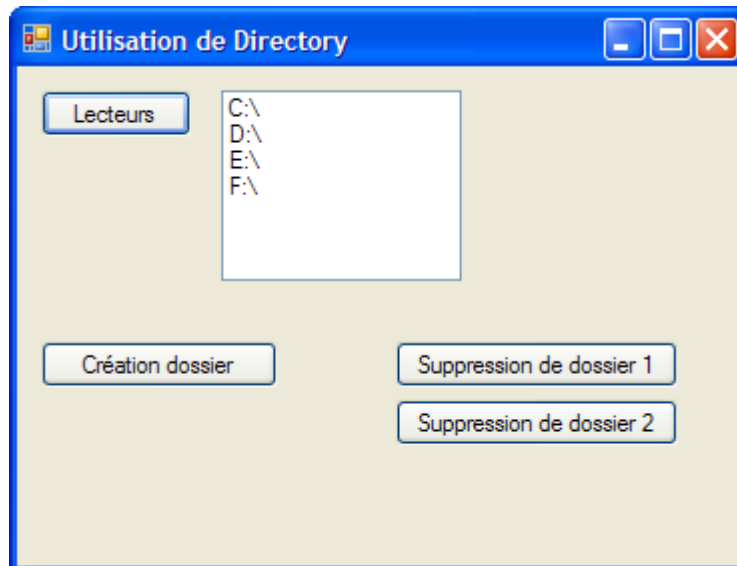 Utilisation de Directory
Lecteurs
C:\
D:\
E:\
F:\
Création dossier
Suppression de dossier 1
Suppression de dossier 2